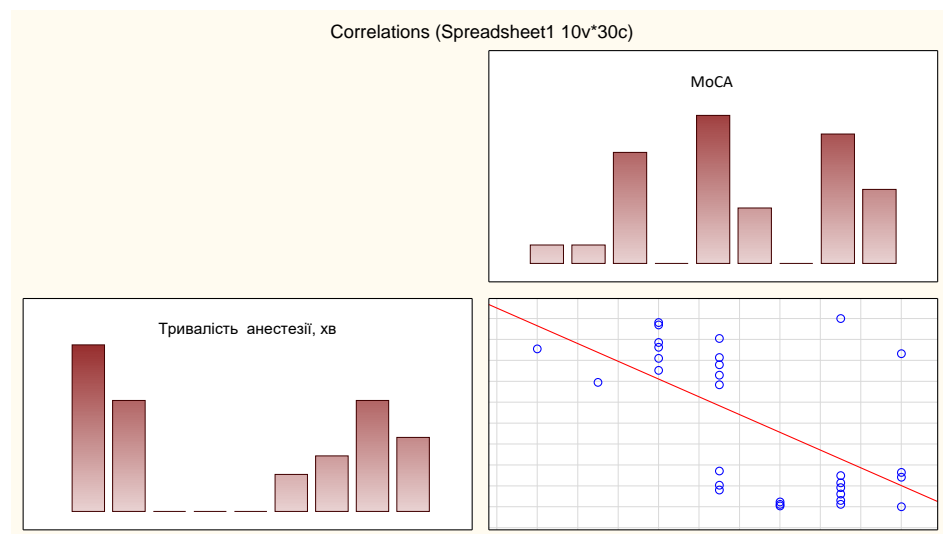 Correlations (Spreadsheet1 10v*30c)
MoCA
Тривалість анестезії, хв